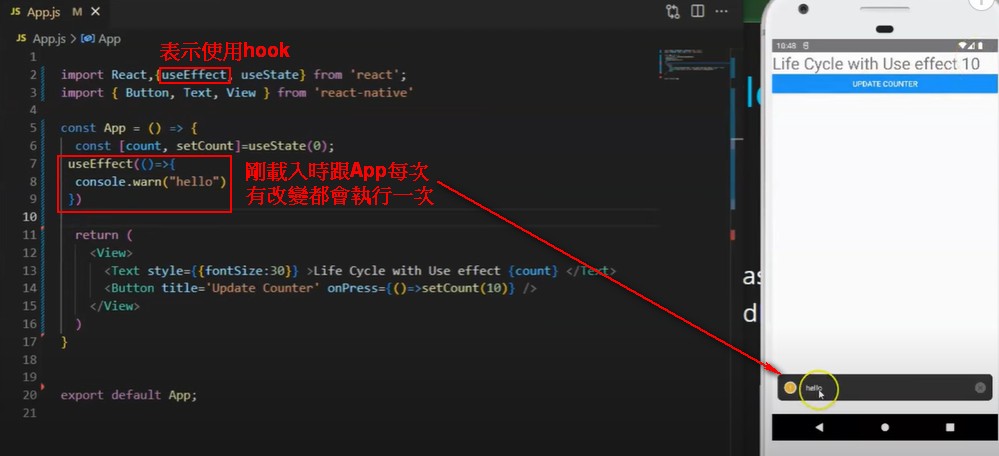 App.js M
App.js > App
表示使用hook
1
2 import React,{useEffect, useState} from 'react';
3 import { Button, Text, View } from 'react-native'
4
5 const App = () => {
6 const [count, setCount]=useState(0);
7 useEffect(()=>{
8 console.warn("hello")
9 })
10
11 return (
12 <View>
13 <Text style={{fontSize:30}} >Life Cycle with Use effect {count} </Text>
14 <Button title='Update Counter' onPress={()=>setCount(10)} />
15 </View>
16 )
17 }
18
19
20 export default App;
21
剛載入時跟App每次
有改變都會執行一次
10:48
Life Cycle with Use effect 10
UPDATE COUNTER
hello